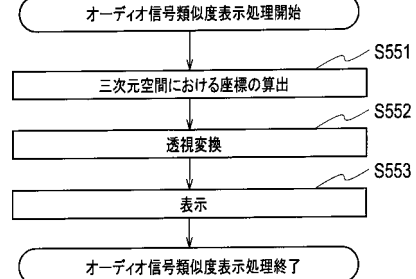 オーディオ信号類似度表示処理開始
S551
三次元空間における座標の算出
S552
透視変換
S553
表示
オーディオ信号類似度表示処理終了